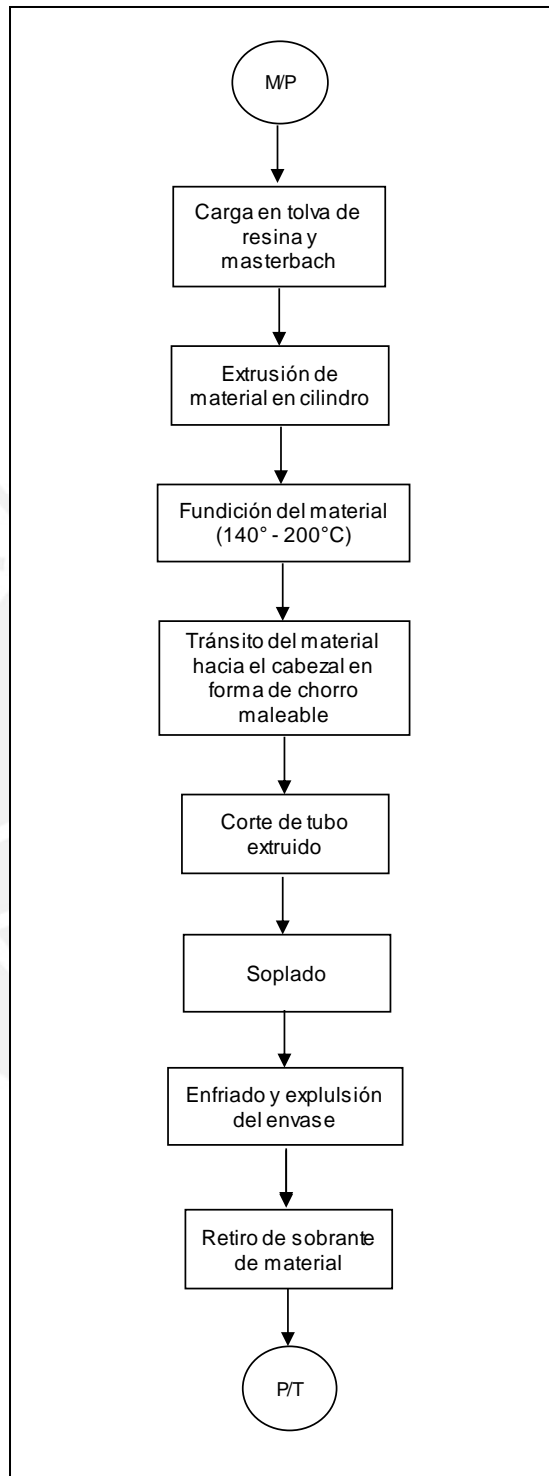 M/P
Carga en tolva de
resina y
masterbach
Extrusión de
material en cilindro
Fundición del material
(140° - 200°C)
Tránsito del material
hacia el cabezal en
forma de chorro
maleable
Corte de tubo
extruido
Soplado
Enfriado y explulsión
del envase
Retiro de sobrante
de material
P/T